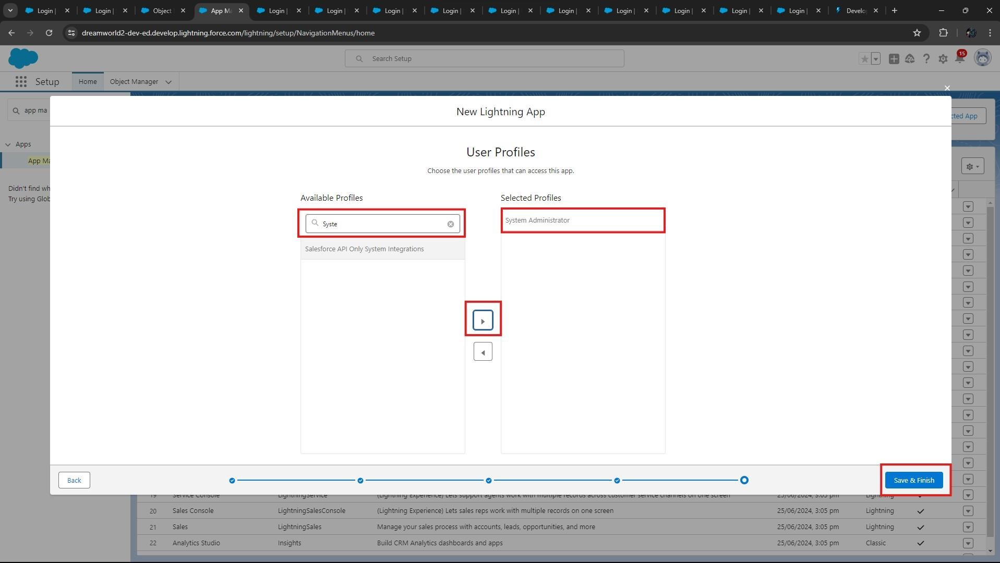 Login |
Login |
Object
App Ma
Login |
Login |
Login |
Login |
Login |
Login |
Login |
Login |
Login |
Login |
Develo
dreamworld2-dev-ed.develop.lightning.force.com/lightning/setup/NavigationMenus/home
Search Setup
15
Setup
Home
Object Manager
app ma
New Lightning App
cted App
Apps
App Ma
User Profiles
Choose the user profiles that can access this app.
Didn't find wh
Try using Glob
Available Profiles
Selected Profiles
Syste
System Administrator
Salesforce API Only System Integrations
Back
Save & Finish
19 Service Console LightningService (Lightning Experience) Lets support agents work with multiple records across customer service channels on one screen 25/06/2024, 3:05 pm Lightning
20 Sales Console LightningSalesConsole (Lightning Experience) Lets sales reps work with multiple records on one screen 25/06/2024, 3:05 pm Lightning
21 Sales LightningSales Manage your sales process with accounts, leads, opportunities, and more 25/06/2024, 3:05 pm Lightning
22 Analytics Studio Insights Build CRM Analytics dashboards and apps 25/06/2024, 3:05 pm Classic